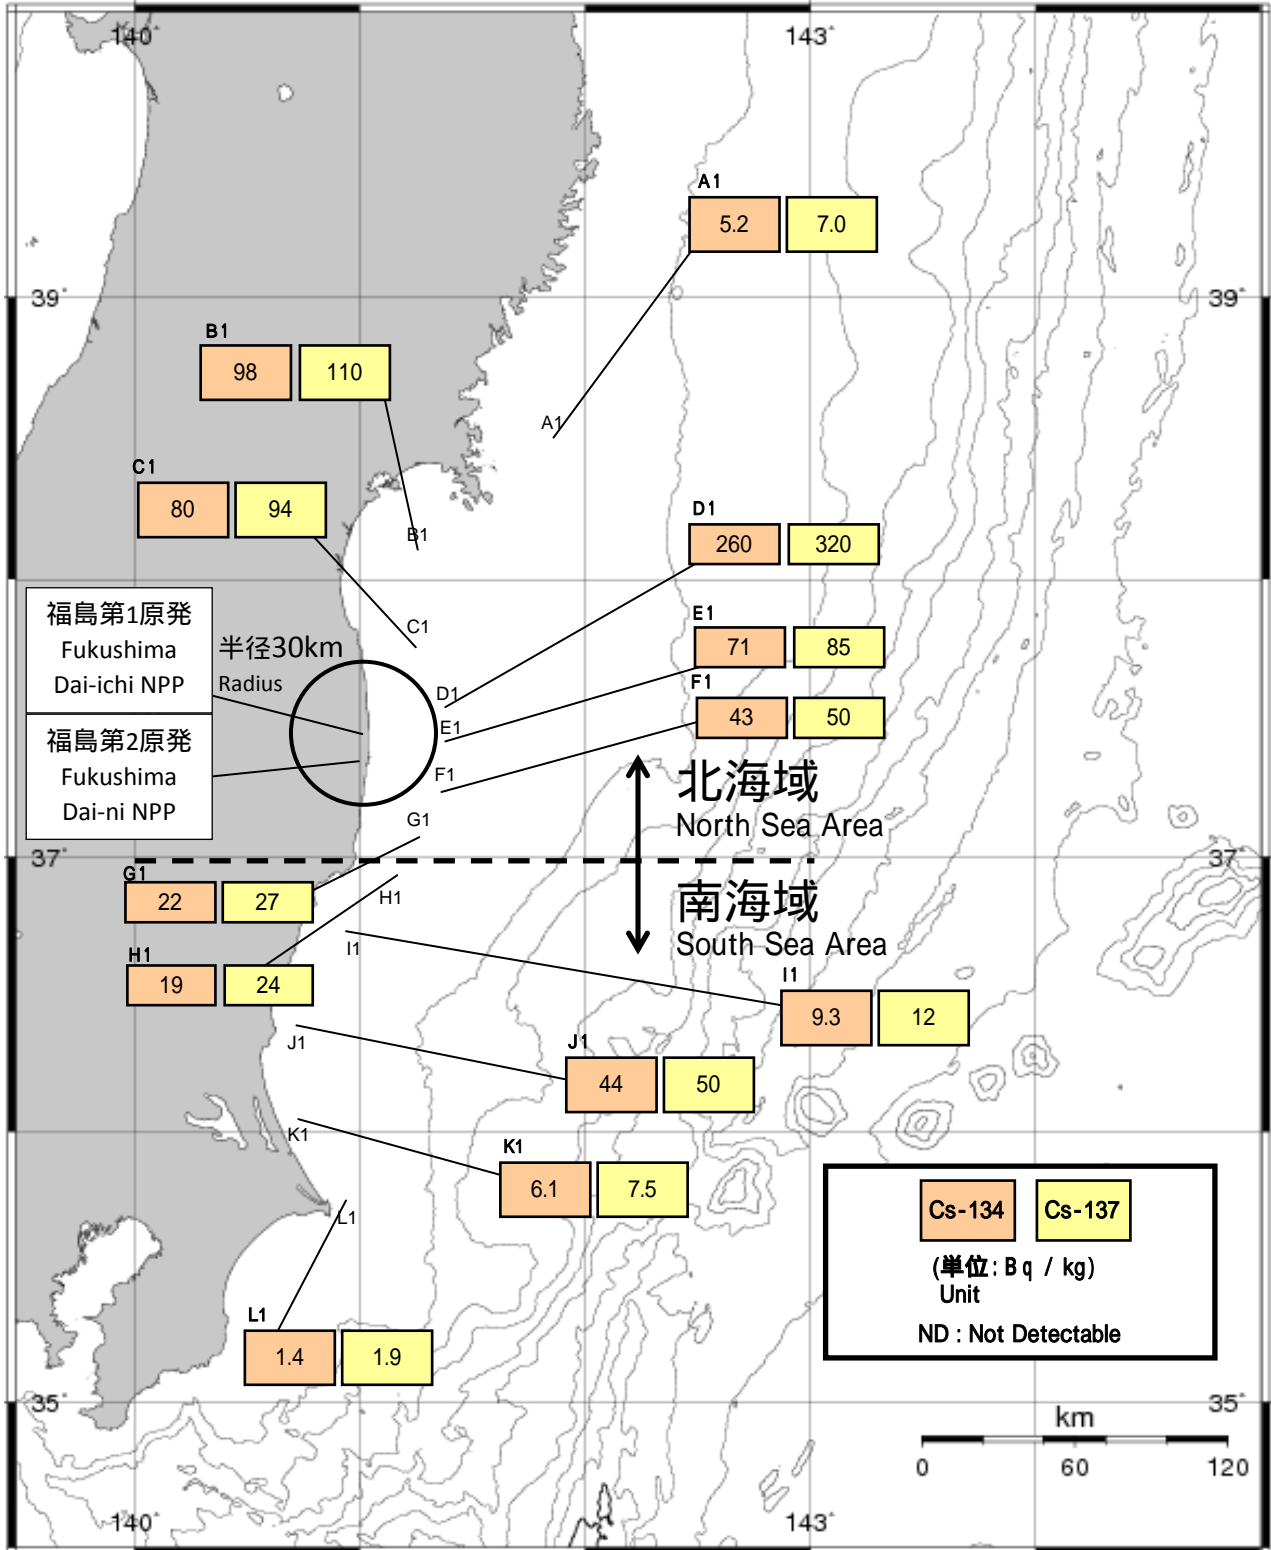 140°
143°
A1
5.2 7.0
39°
39°
B1
98 110
A1
C1
80 94
B1
D1
260 320
C1
E1
71 85
福島第1原発
Fukushima
Dai-ichi NPP
半径30km
Radius
福島第2原発
Fukushima
Dai-ni NPP
D1
E1
F1
F1
43 50
北海域
North Sea Area
G1
37°
37°
G1
22 27
H1
南海域
South Sea Area
I1
H1
19 24
I1
9.3 12
J1
J1
44 50
K1
K1
6.1 7.5
L1
L1
1.4 1.9
Cs-134 Cs-137
(単位: Bq / kg)
Unit
ND : Not Detectable
35°
35°
km
0 60 120
140°
143°